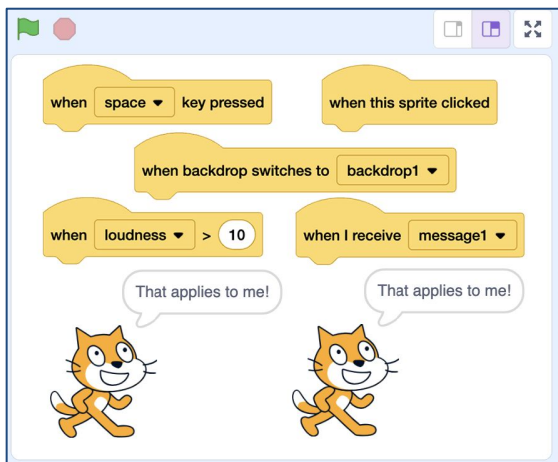 when space key pressed
when this sprite clicked
when backdrop switches to backdrop1
when loudness > 10
when I receive message1
That applies to me!
That applies to me!